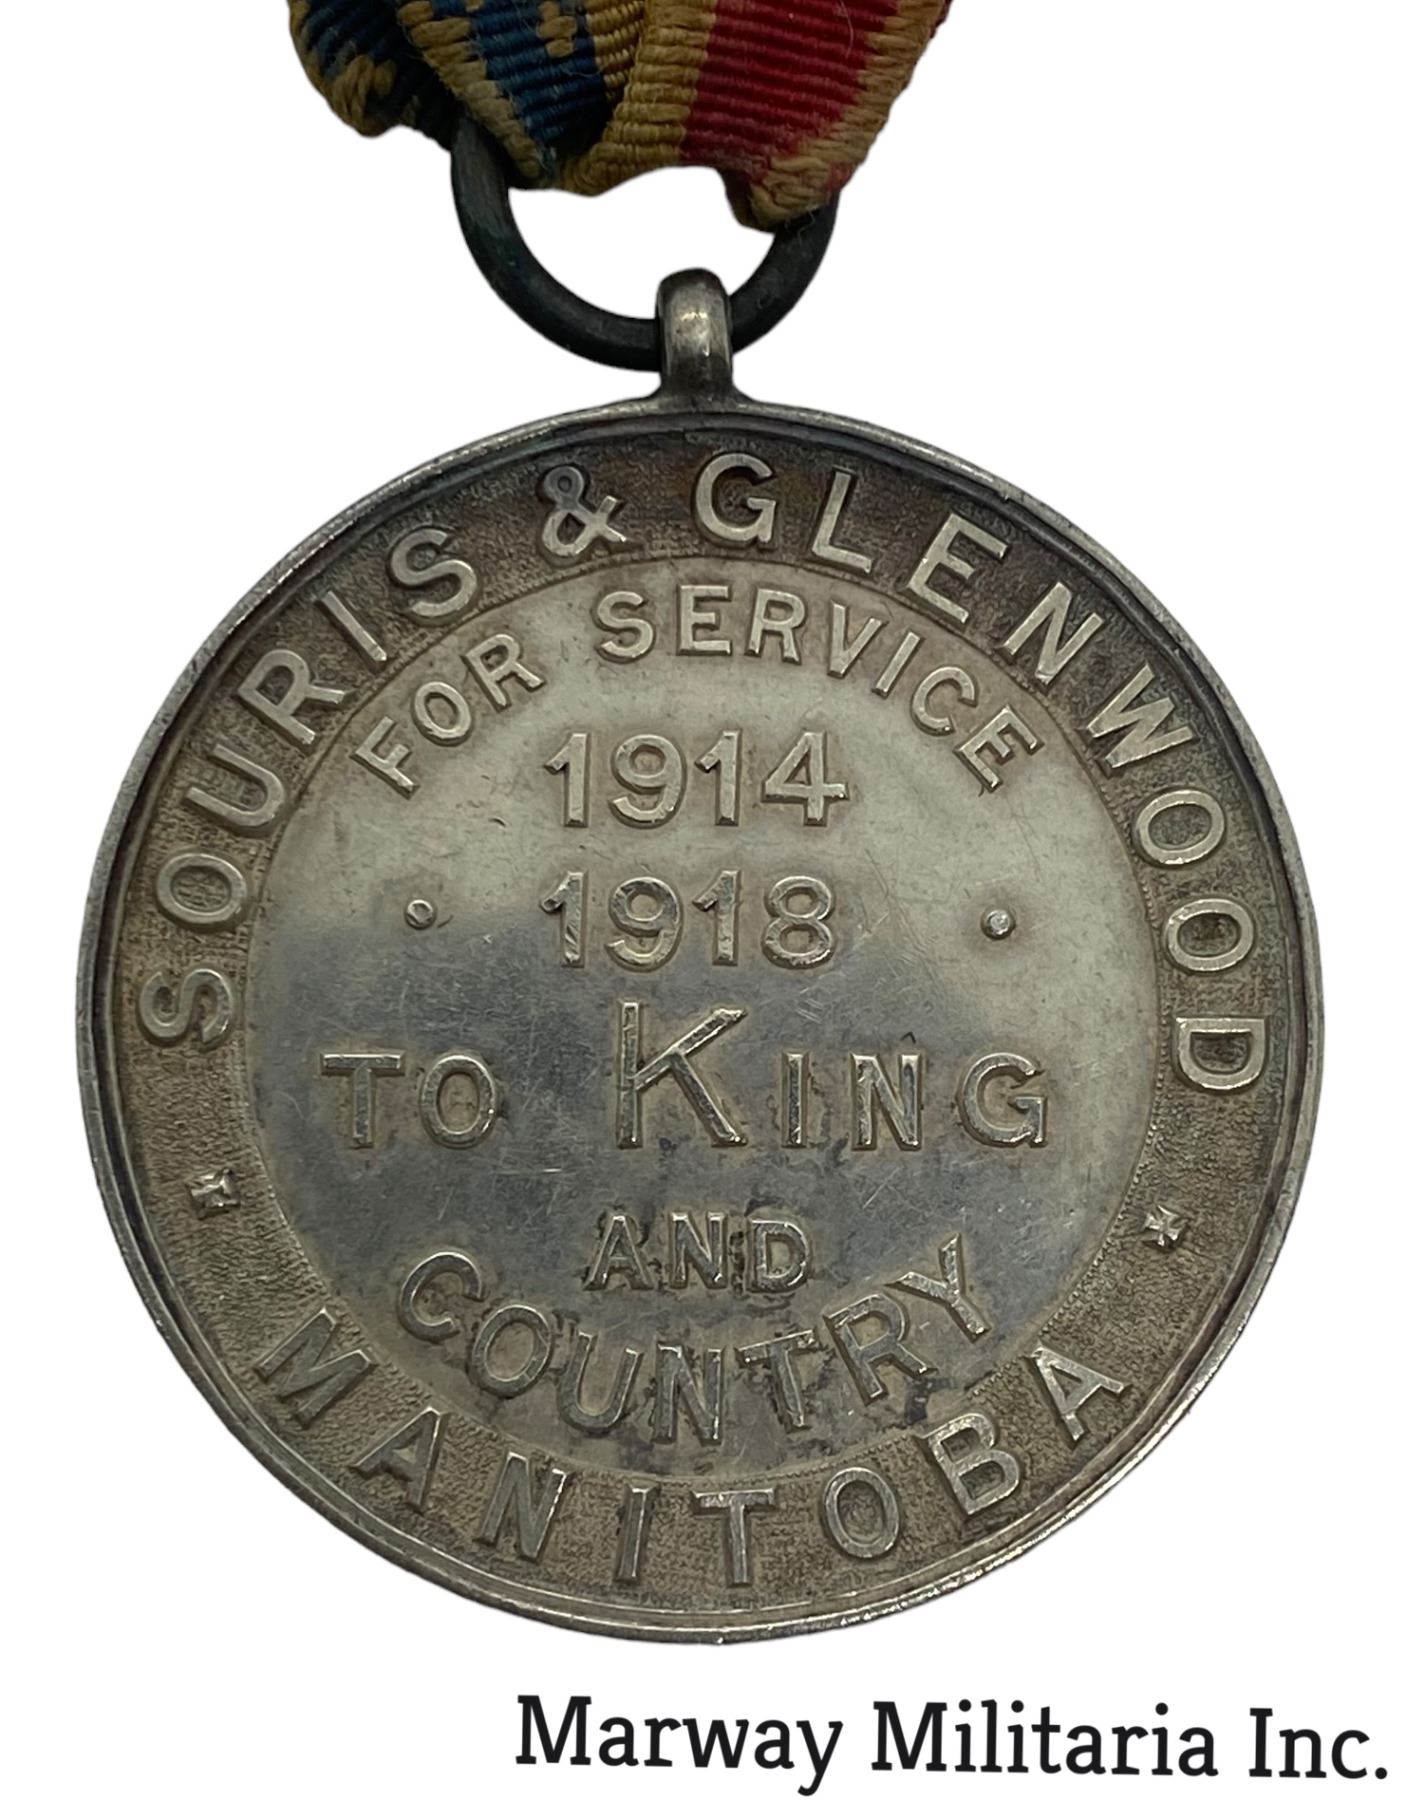 SOURIS & GLENWOOD
FOR SERVICE
1914
1918
TO KING
AND
COUNTRY
MANITOBA
Marway Militaria Inc.